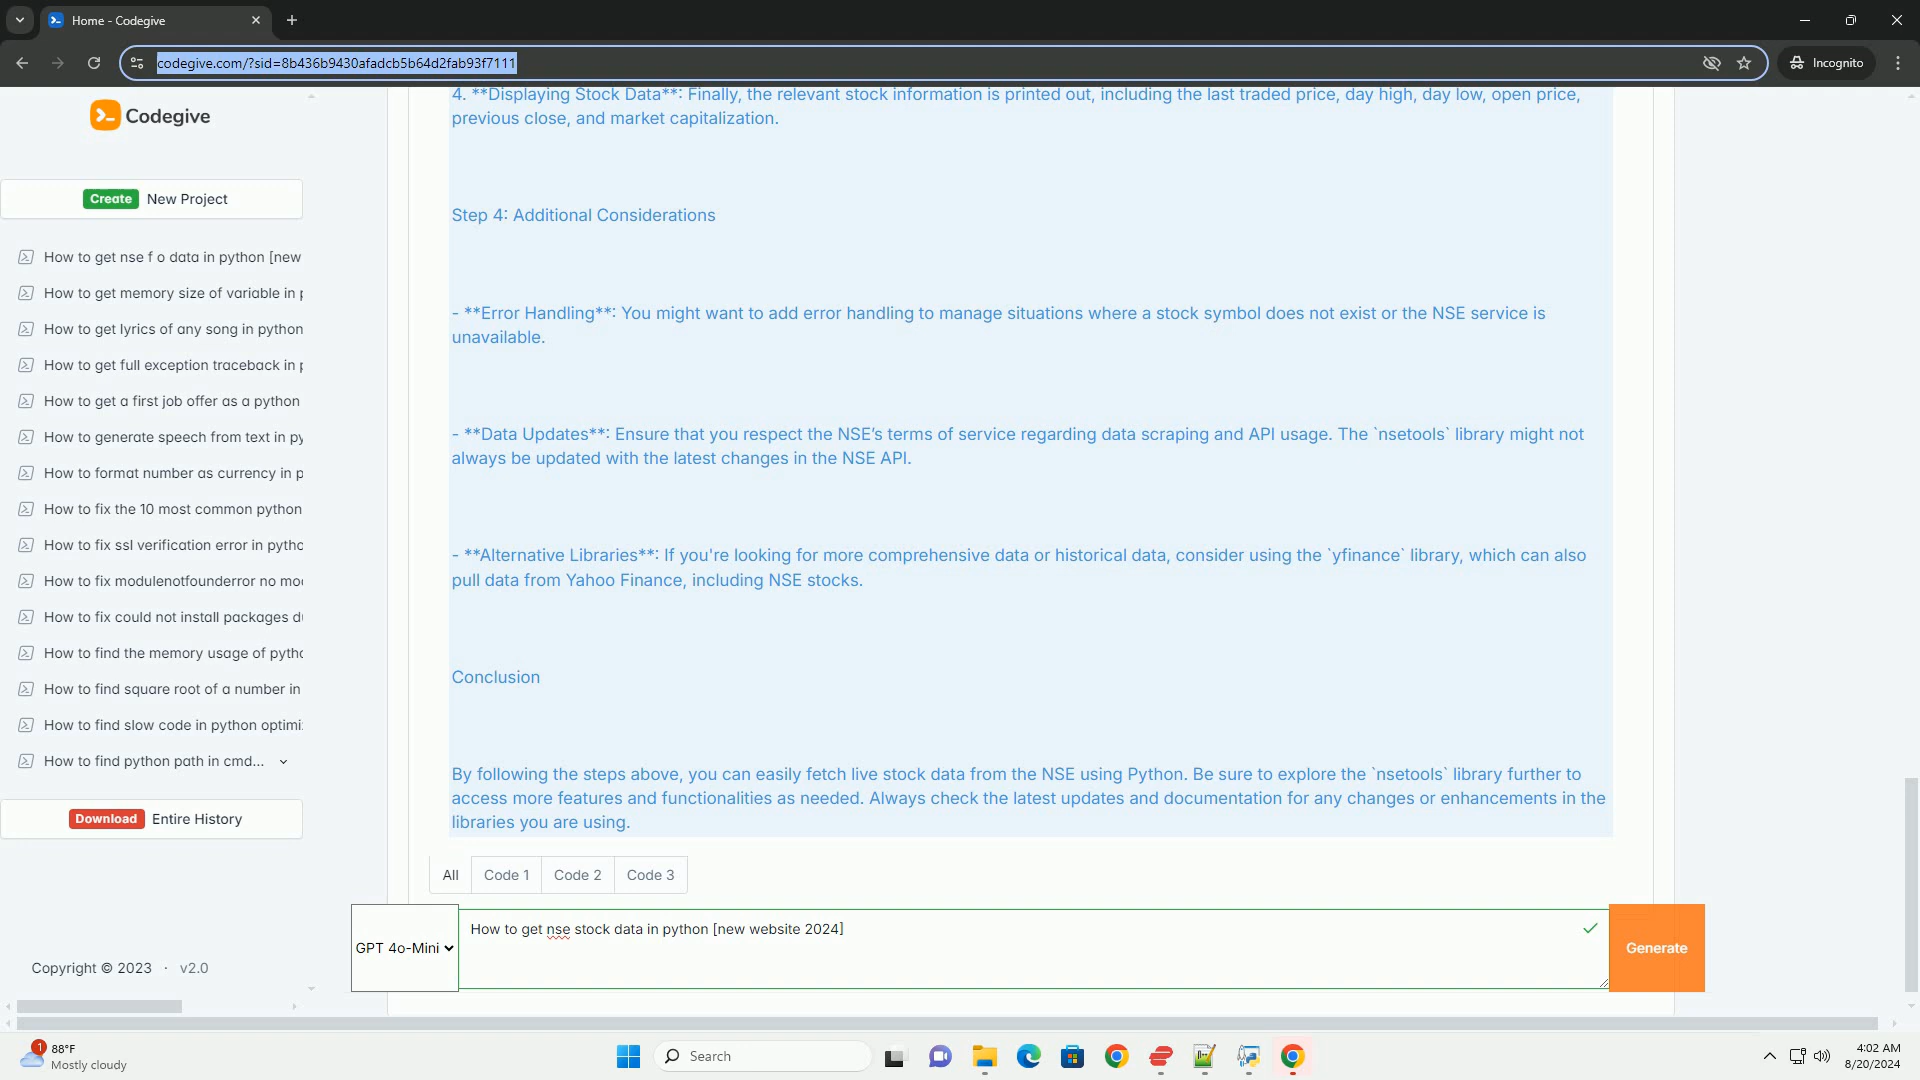 Home - Codegive
codegive.com/?sid=8b436b9430afadcb5b64d2fab93f7111
Incognito
Codegive
Create New Project
How to get nse f o data in python [new
How to get memory size of variable in p
How to get lyrics of any song in python
How to get full exception traceback in p
How to get a first job offer as a python
How to generate speech from text in py
How to format number as currency in p
How to fix the 10 most common python
How to fix ssl verification error in pytho
How to fix modulenotfounderror no mo
How to fix could not install packages d
How to find the memory usage of pytho
How to find square root of a number in
How to find slow code in python optimi
How to find python path in cmd...
Download Entire History
Copyright © 2023 · v2.0
4. **Displaying Stock Data**: Finally, the relevant stock information is printed out, including the last traded price, day high, day low, open price,
previous close, and market capitalization.
Step 4: Additional Considerations
- **Error Handling**: You might want to add error handling to manage situations where a stock symbol does not exist or the NSE service is
unavailable.
- **Data Updates**: Ensure that you respect the NSE’s terms of service regarding data scraping and API usage. The `nsetools` library might not
always be updated with the latest changes in the NSE API.
- **Alternative Libraries**: If you're looking for more comprehensive data or historical data, consider using the `yfinance` library, which can also
pull data from Yahoo Finance, including NSE stocks.
Conclusion
By following the steps above, you can easily fetch live stock data from the NSE using Python. Be sure to explore the `nsetools` library further to
access more features and functionalities as needed. Always check the latest updates and documentation for any changes or enhancements in the
libraries you are using.
All Code 1 Code 2 Code 3
GPT 4o-Mini
How to get nse stock data in python [new website 2024]
Generate
1
88°F
Mostly cloudy
Search
4:02 AM
8/20/2024